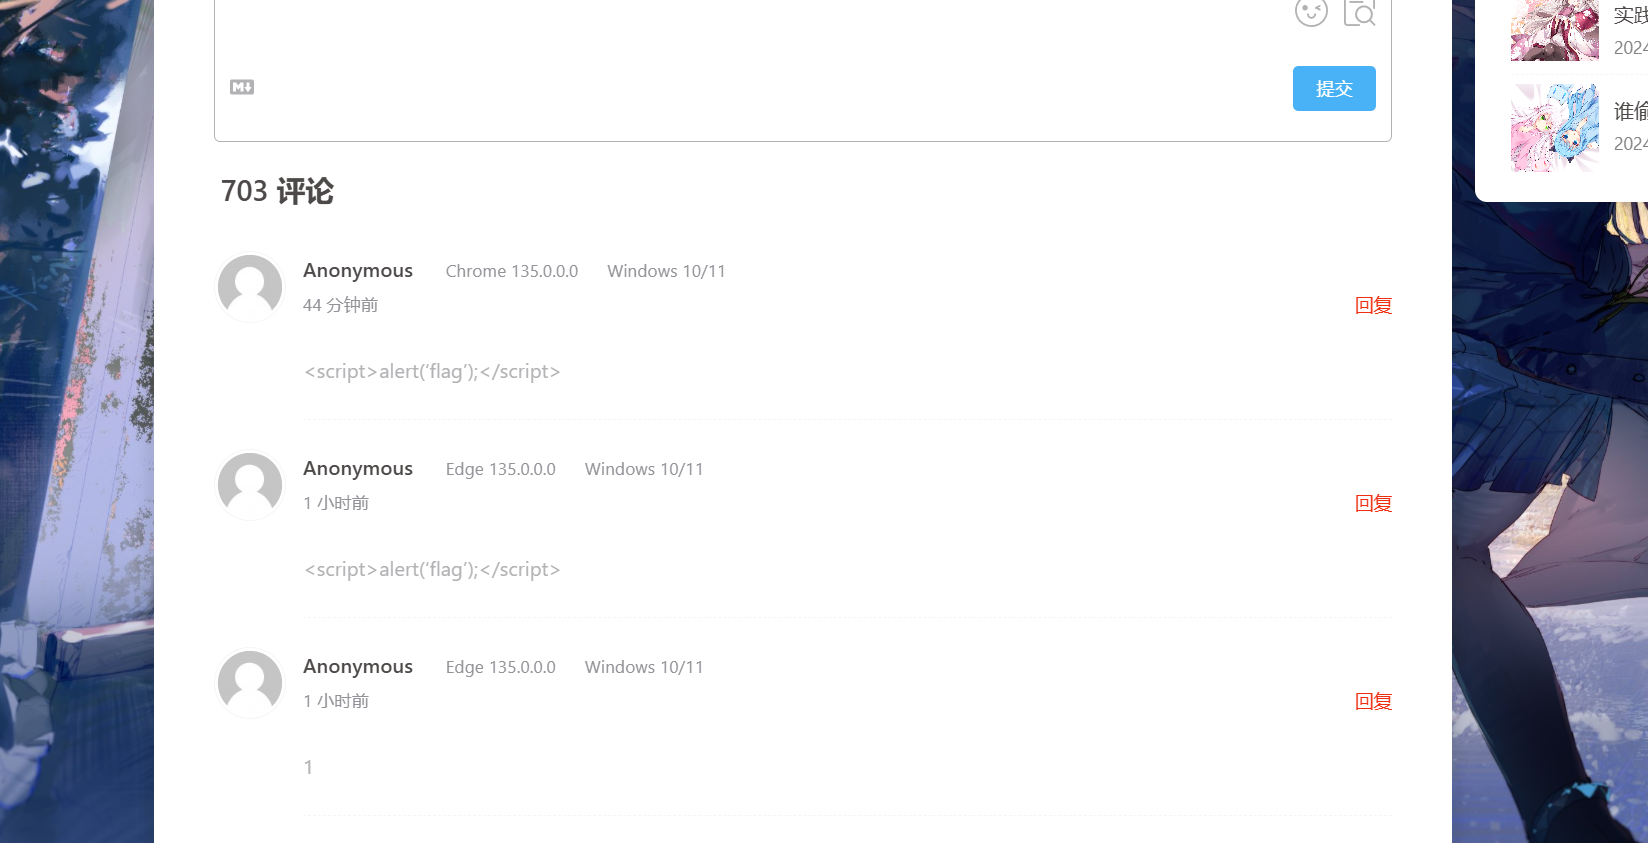 实践
2024
谁偷
2024
M↓
提交
703 评论
Anonymous Chrome 135.0.0.0 Windows 10/11
44 分钟前
回复
<script>alert(‘flag’);</script>
Anonymous Edge 135.0.0.0 Windows 10/11
1 小时前
回复
<script>alert(‘flag’);</script>
Anonymous Edge 135.0.0.0 Windows 10/11
1 小时前
回复
1